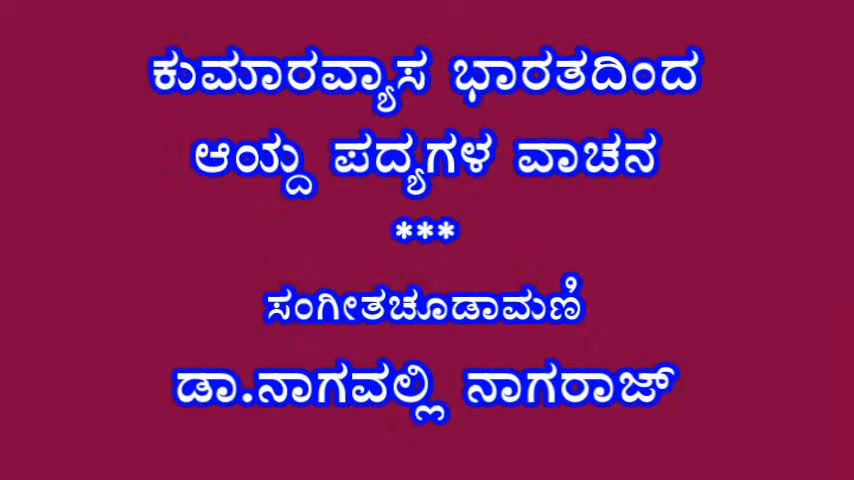 ಕುಮಾರವ್ಯಾಸ ಭಾರತದಿಂದ
ಆಯ್ದ ಪದ್ಯಗಳ ವಾಚನ
***
ಸಂಗೀತಚೂಡಾಮಣಿ
ಡಾ.ನಾಗವಲ್ಲಿ ನಾಗರಾಜ್